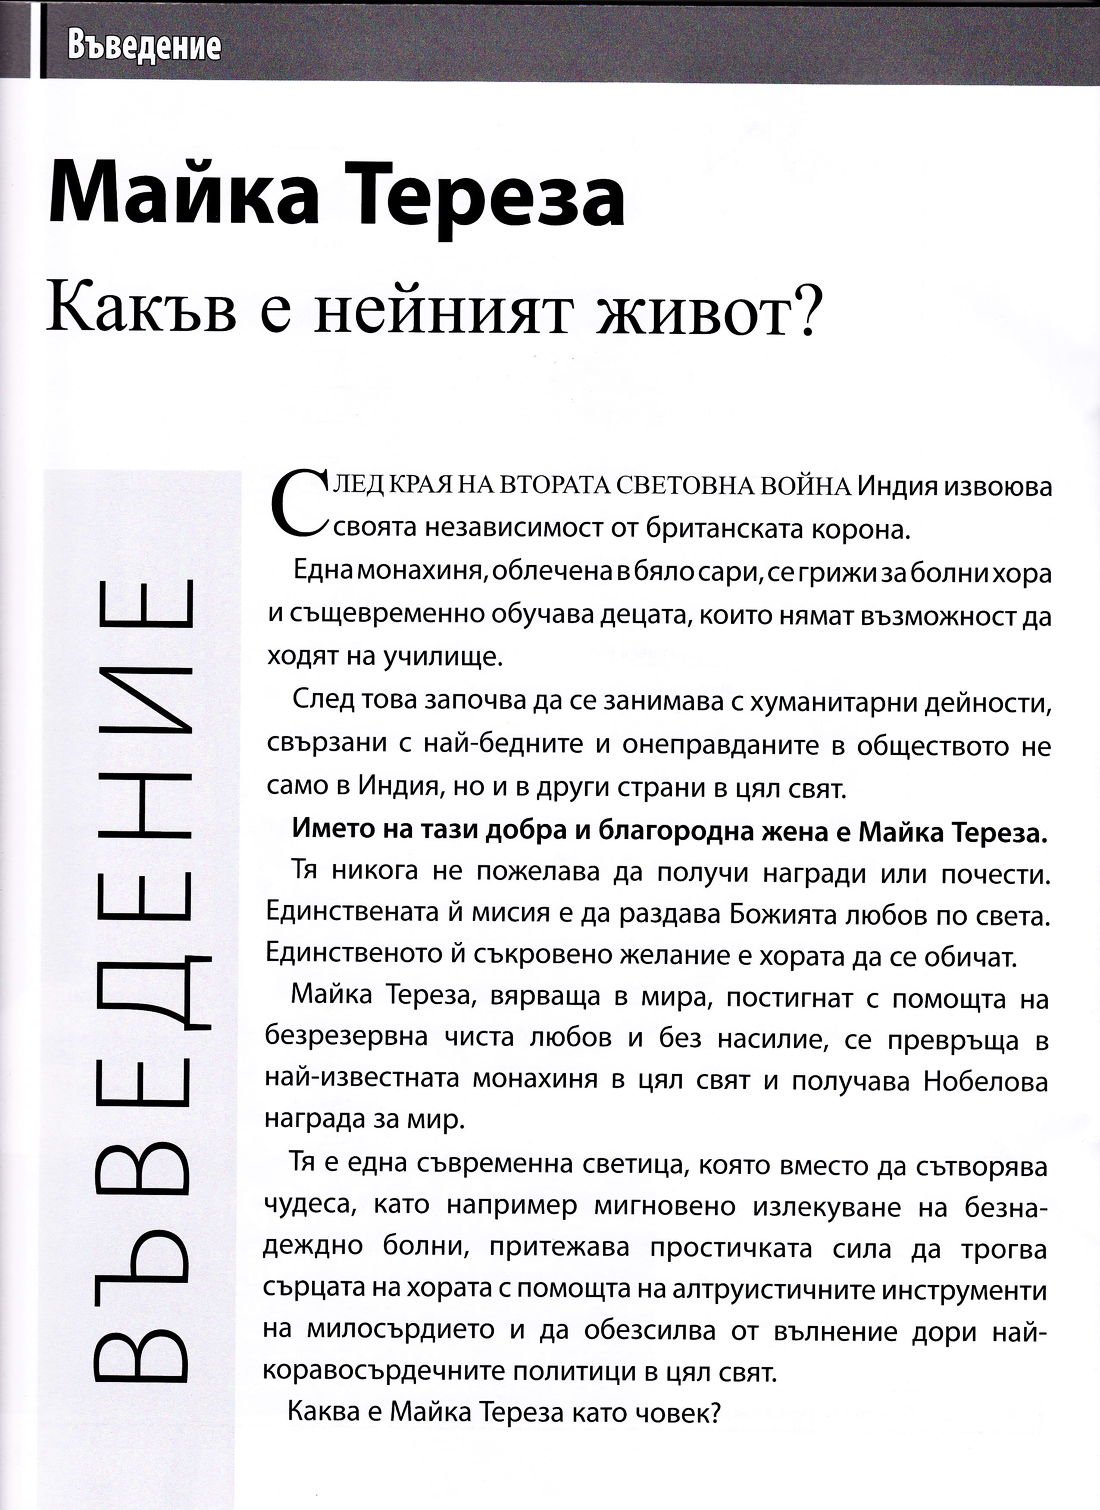 Въведение
Майка Тереза
Какъв е нейният живот?
ВЪВЕДЕНИЕ
СЛЕД КРАЯ НА ВТОРАТА СВЕТОВНА ВОЙНА Индия извоюва
своята независимост от британската корона.
Една монахиня, облечена в бяло сари, се грижи за болни хора
и същевременно обучава децата, които нямат възможност да
ходят на училище.
След това започва да се занимава с хуманитарни дейности,
свързани с най-бедните и онеправданите в обществото не
само в Индия, но и в други страни в цял свят.
Името на тази добра и благородна жена е Майка Тереза.
Тя никога не пожелава да получи награди или почести.
Единствената й мисия е да раздава Божията любов по света.
Единственото й съкровено желание е хората да се обичат.
Майка Тереза, вярваща в мира, постигнат с помощта на
безрезервна чиста любов и без насилие, се превръща в
най-известната монахиня в цял свят и получава Нобелова
награда за мир.
Тя е една съвременна светица, която вместо да сътворява
чудеса, като например мигновено излекуване на безна-
деждно болни, притежава простичката сила да трогва
сърцата на хората с помощта на алтруистичните инструменти
на милосърдието и да обезсилва от вълнение дори най-
коравосърдечните политици в цял свят.
Каква е Майка Тереза като човек?